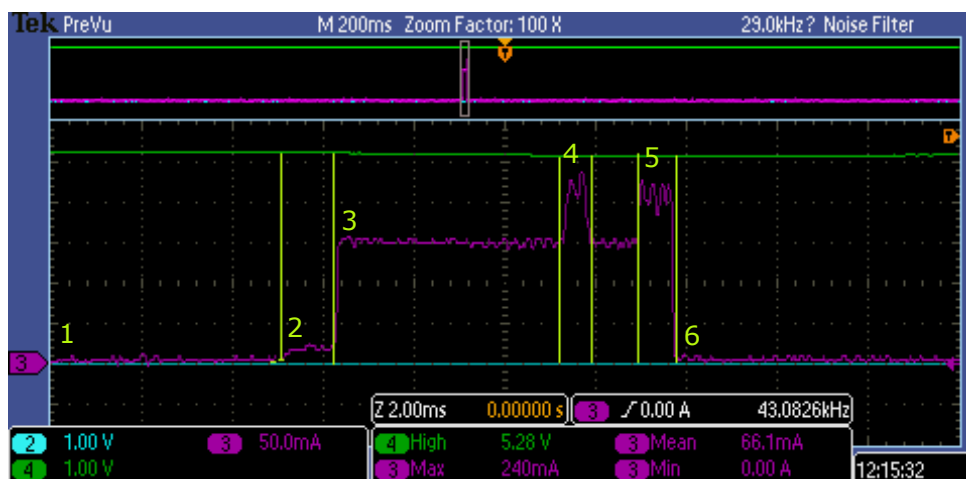 Tek PreVu M 200ms Zoom Factor: 100 X 29.0kHz? Noise Filter
T
T
4 5
3
1 2 6
3
Z 2.00ms 0.00000 s 3 0.00 A 43.0826kHz
2 1.00 V 3 50.0mA 4 High 5.28 V 3 Mean 66.1mA
4 1.00 V 3 Max 240mA 3 Min 0.00 A 12:15:32